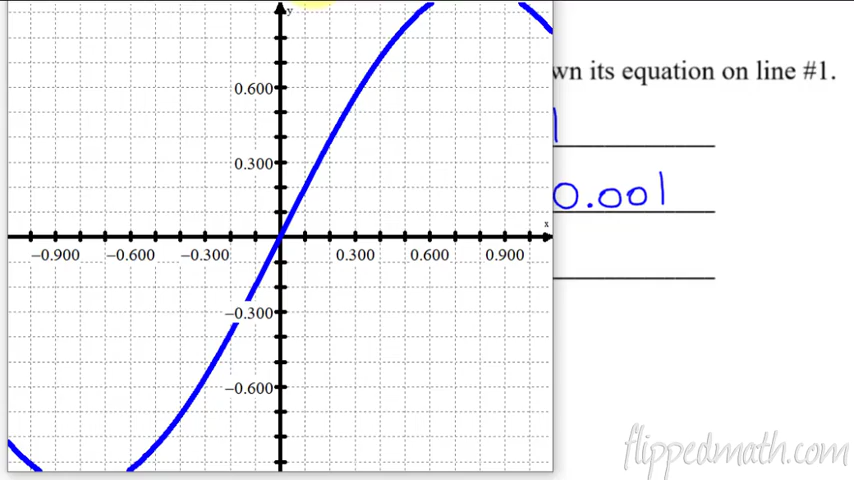 y
wn its equation on line #1.
0.600
0.300
0.001
x
−0.900 −0.600 −0.300 0.300 0.600 0.900
−0.300
−0.600
flippedmath.com